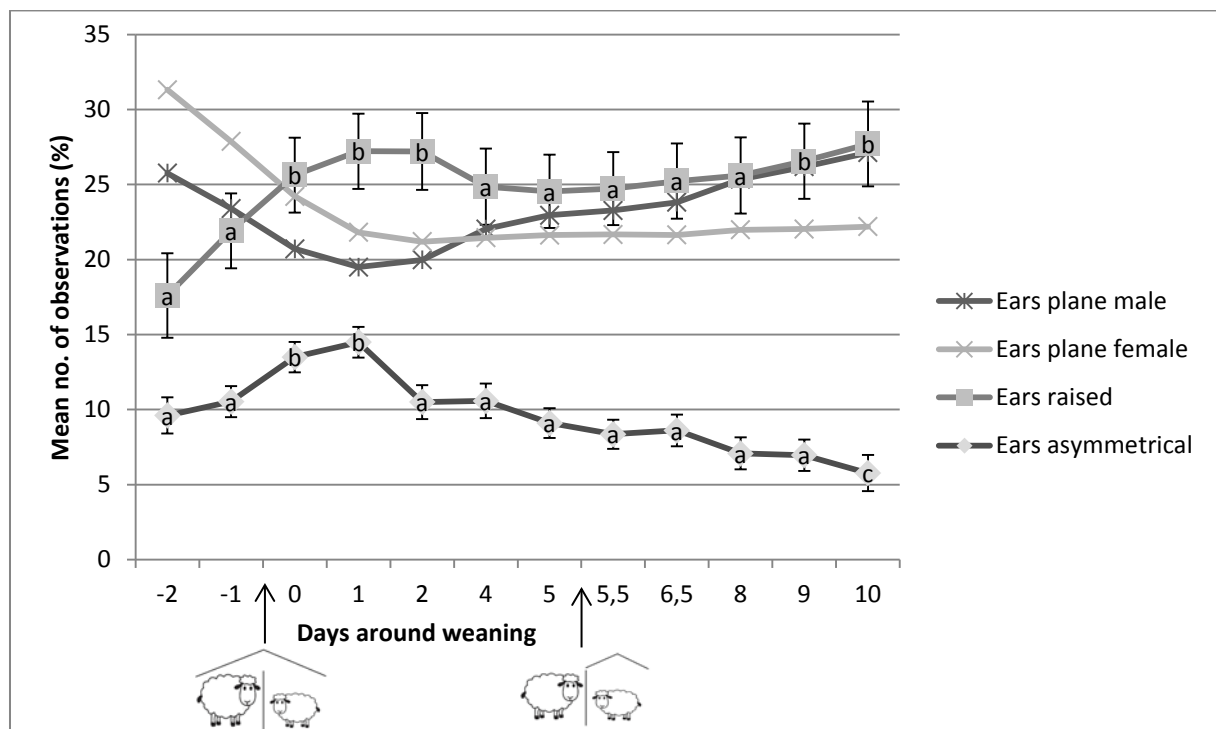 35
30
25
20
15
10
5
0
Mean no. of observations (%)
b b b a a a a a b b
a a
b b a a a a a a a c
a a
-2 -1 0 1 2 4 5 5,5 6,5 8 9 10
Days around weaning
Ears plane male
Ears plane female
Ears raised
Ears asymmetrical